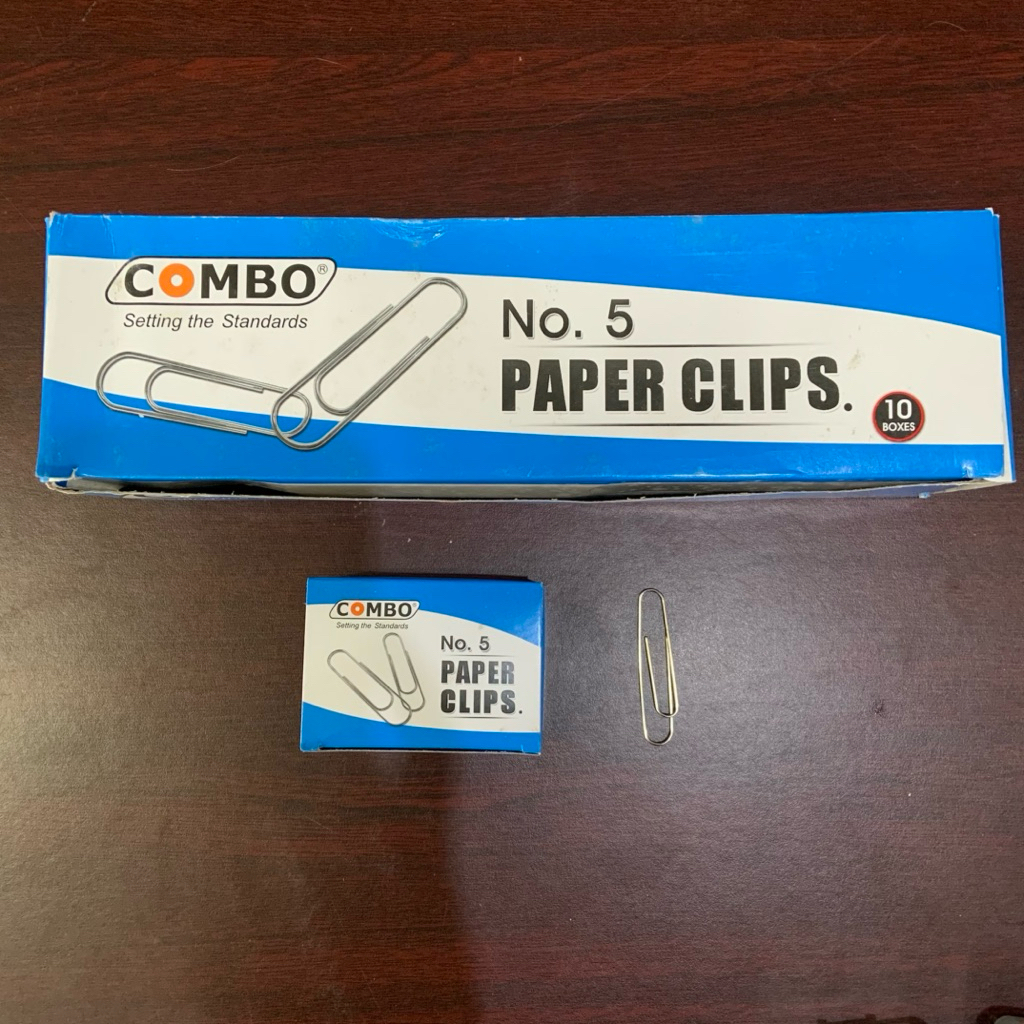 COMBO®
Setting the Standards
No. 5
PAPER CLIPS.
10
BOXES
COMBO
Setting the Standards
No. 5
PAPER
CLIPS.